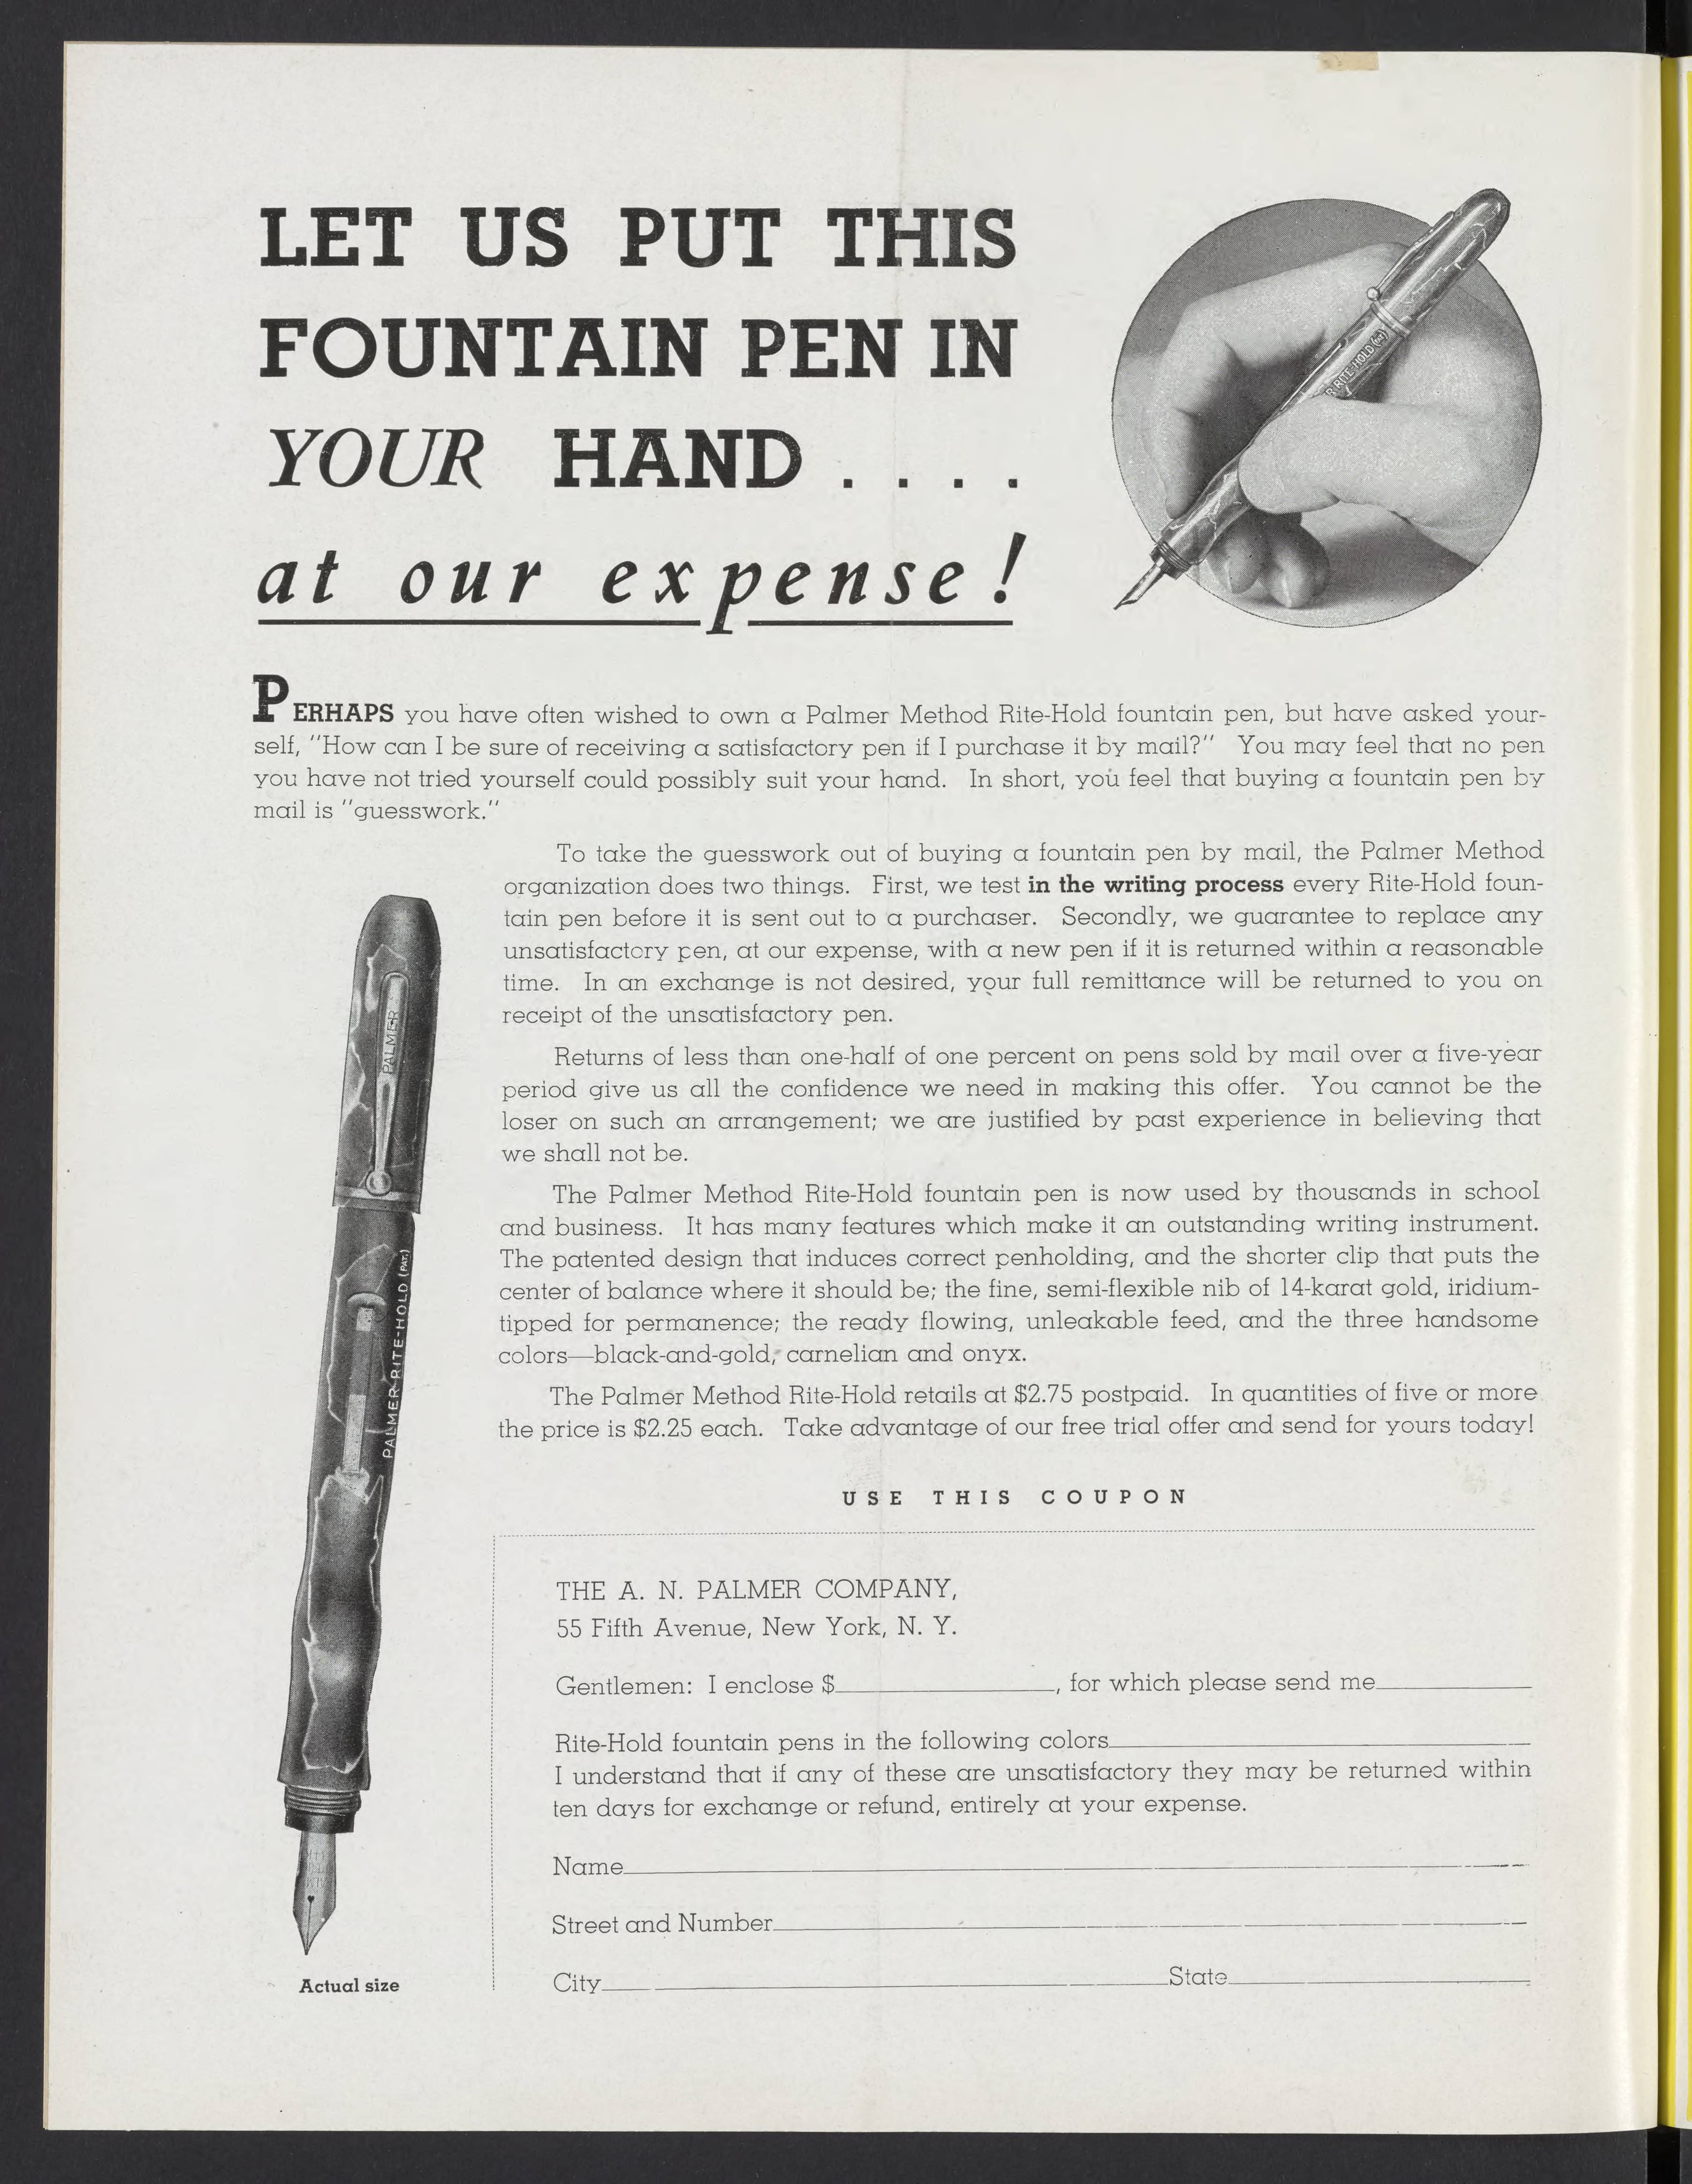 LET US PUT THIS
FOUNTAIN PEN IN
YOUR HAND . . . .
at our expense!
R RITE-HOLD (PAT.)
PERHAPS you have often wished to own a Palmer Method Rite-Hold fountain pen, but have asked your-
self, "How can I be sure of receiving a satisfactory pen if I purchase it by mail?" You may feel that no pen
you have not tried yourself could possibly suit your hand. In short, you feel that buying a fountain pen by
mail is "guesswork."
To take the guesswork out of buying a fountain pen by mail, the Palmer Method
organization does two things. First, we test in the writing process every Rite-Hold foun-
tain pen before it is sent out to a purchaser. Secondly, we guarantee to replace any
unsatisfactory pen, at our expense, with a new pen if it is returned within a reasonable
time. In an exchange is not desired, your full remittance will be returned to you on
receipt of the unsatisfactory pen.
Returns of less than one-half of one percent on pens sold by mail over a five-year
period give us all the confidence we need in making this offer. You cannot be the
loser on such an arrangement; we are justified by past experience in believing that
we shall not be.
The Palmer Method Rite-Hold fountain pen is now used by thousands in school
and business. It has many features which make it an outstanding writing instrument.
The patented design that induces correct penholding, and the shorter clip that puts the
center of balance where it should be; the fine, semi-flexible nib of 14-karat gold, iridium-
tipped for permanence; the ready flowing, unleakable feed, and the three handsome
colors—black-and-gold, carnelian and onyx.
The Palmer Method Rite-Hold retails at $2.75 postpaid. In quantities of five or more
the price is $2.25 each. Take advantage of our free trial offer and send for yours today!
PALMER
PALMER RITE-HOLD (PAT.)
Actual size
USE THIS COUPON
THE A. N. PALMER COMPANY,
55 Fifth Avenue, New York, N. Y.
Gentlemen: I enclose $ , for which please send me
Rite-Hold fountain pens in the following colors
I understand that if any of these are unsatisfactory they may be returned within
ten days for exchange or refund, entirely at your expense.
Name
Street and Number
City State